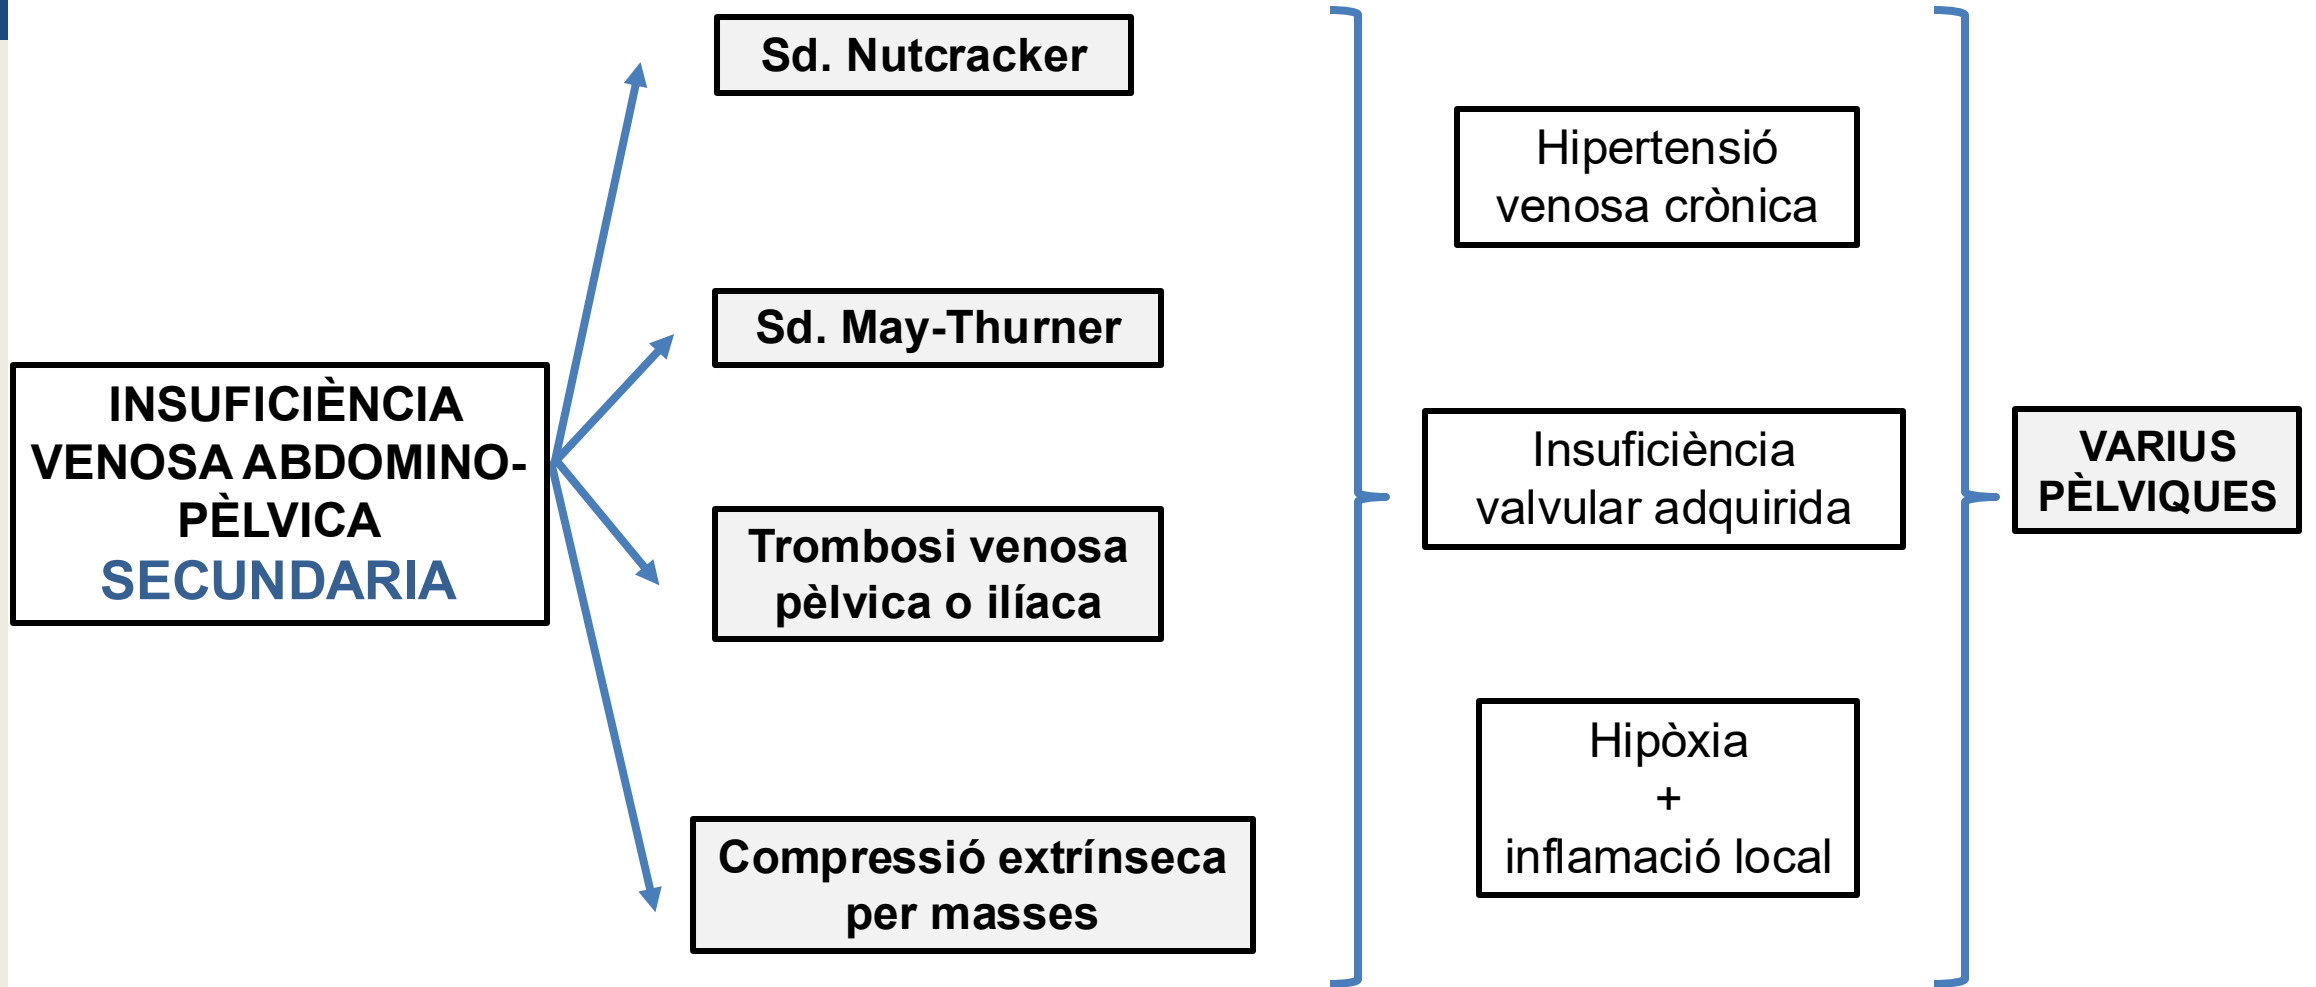 INSUFICIÈNCIA
VENOSA ABDOMINO-
PÈLVICA
SECUNDARIA
Sd. Nutcracker
Sd. May-Thurner
Trombosi venosa
pèlvica o ilíaca
Compressió extrínseca
per masses
Hipertensió
venosa crònica
Insuficiència
valvular adquirida
Hipòxia
+
inflamació local
VARIUS
PÈLVIQUES